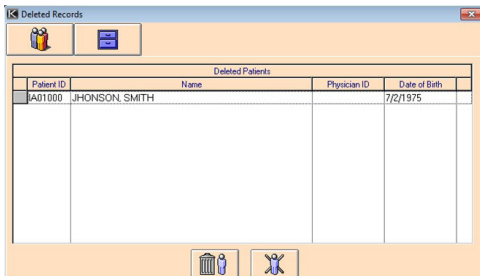 Deleted Records
Deleted Patients
Patient ID Name Physician ID Date of Birth
IA01000 JHONSON, SMITH 7/2/1975